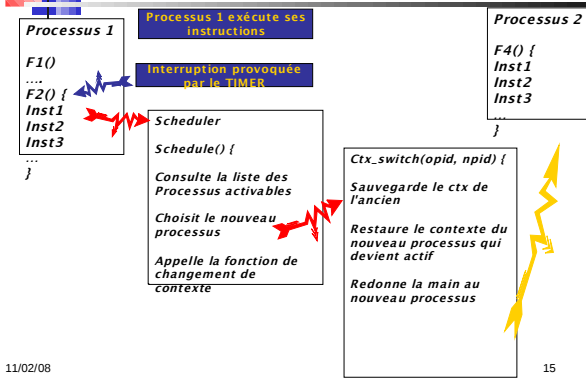 Processus 1 exécute ses
instructions
Processus 1
F1()
....
F2() {
Inst1
Inst2
Inst3
...
}
Interruption provoquée
par le TIMER
Scheduler
Schedule() {
Consulte la liste des
Processus activables
Choisit le nouveau
processus
Appelle la fonction de
changement de
contexte
Ctx_switch(opid, npid) {
Sauvegarde le ctx de
l'ancien
Restaure le contexte du
nouveau processus qui
devient actif
Redonne la main au
nouveau processus
Processus 2
F4() {
Inst1
Inst2
Inst3
...
}
11/02/08
15